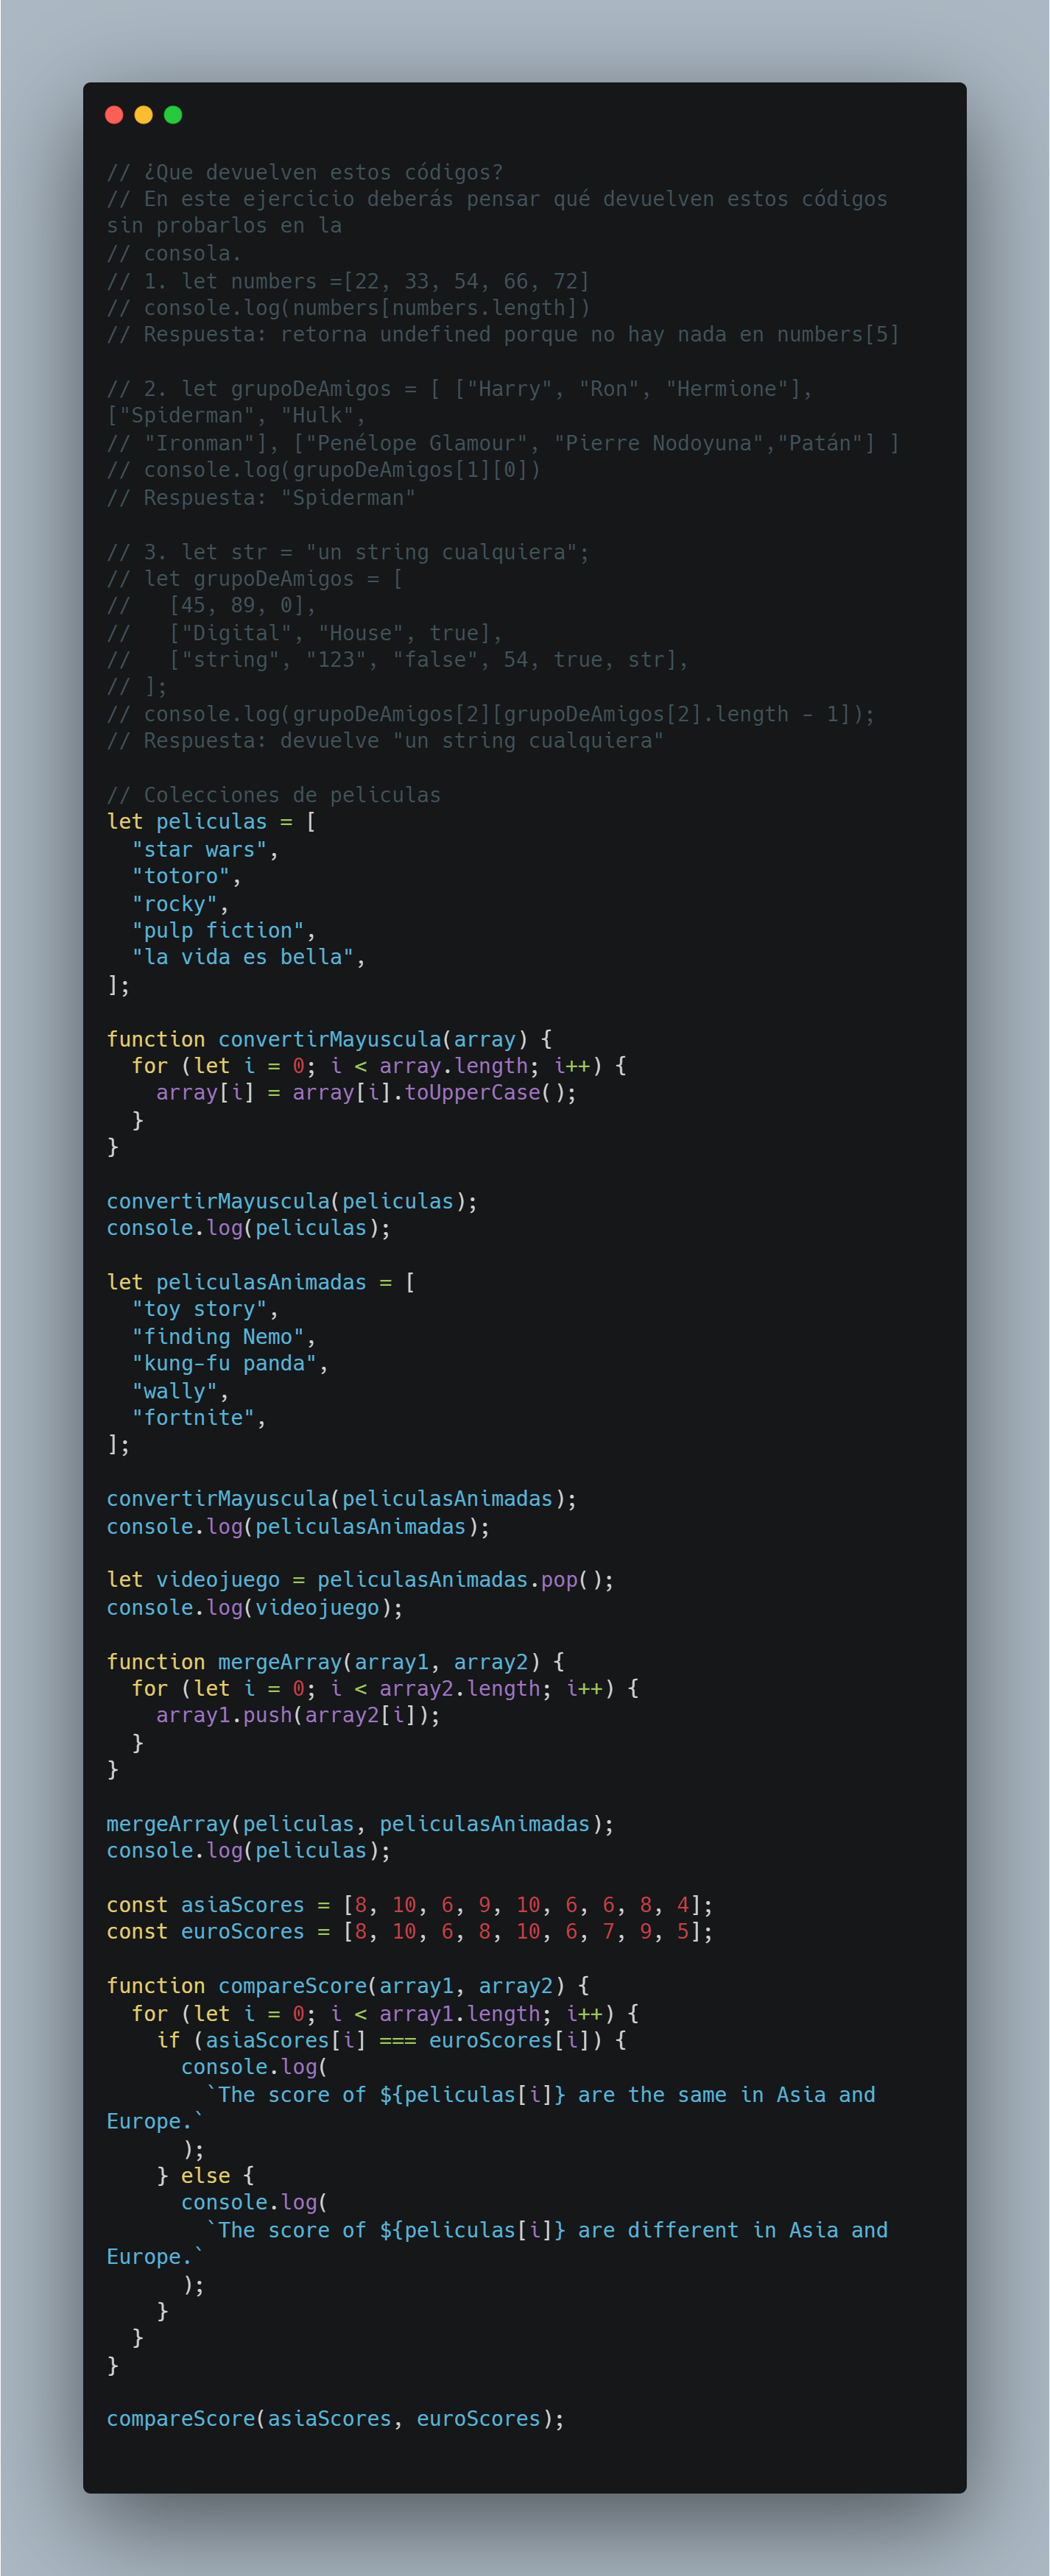 // ¿Que devuelven estos códigos?
// En este ejercicio deberás pensar qué devuelven estos códigos
sin probarlos en la
// consola.
// 1. let numbers =[22, 33, 54, 66, 72]
// console.log(numbers[numbers.length])
// Respuesta: retorna undefined porque no hay nada en numbers[5]

// 2. let grupoDeAmigos = [ ["Harry", "Ron", "Hermione"],
["Spiderman", "Hulk",
// "Ironman"], ["Penélope Glamour", "Pierre Nodoyuna","Patán"] ]
// console.log(grupoDeAmigos[1][0])
// Respuesta: "Spiderman"

// 3. let str = "un string cualquiera";
// let grupoDeAmigos = [
//   [45, 89, 0],
//   ["Digital", "House", true],
//   ["string", "123", "false", 54, true, str],
// ];
// console.log(grupoDeAmigos[2][grupoDeAmigos[2].length - 1]);
// Respuesta: devuelve "un string cualquiera"

// Colecciones de peliculas
let peliculas = [
  "star wars",
  "totoro",
  "rocky",
  "pulp fiction",
  "la vida es bella",
];

function convertirMayuscula(array) {
  for (let i = 0; i < array.length; i++) {
    array[i] = array[i].toUpperCase();
  }
}

convertirMayuscula(peliculas);
console.log(peliculas);

let peliculasAnimadas = [
  "toy story",
  "finding Nemo",
  "kung-fu panda",
  "wally",
  "fortnite",
];

convertirMayuscula(peliculasAnimadas);
console.log(peliculasAnimadas);

let videojuego = peliculasAnimadas.pop();
console.log(videojuego);

function mergeArray(array1, array2) {
  for (let i = 0; i < array2.length; i++) {
    array1.push(array2[i]);
  }
}

mergeArray(peliculas, peliculasAnimadas);
console.log(peliculas);

const asiaScores = [8, 10, 6, 9, 10, 6, 6, 8, 4];
const euroScores = [8, 10, 6, 8, 10, 6, 7, 9, 5];

function compareScore(array1, array2) {
  for (let i = 0; i < array1.length; i++) {
    if (asiaScores[i] === euroScores[i]) {
      console.log(
        `The score of ${peliculas[i]} are the same in Asia and
Europe.`
      );
    } else {
      console.log(
        `The score of ${peliculas[i]} are different in Asia and
Europe.`
      );
    }
  }
}

compareScore(asiaScores, euroScores);